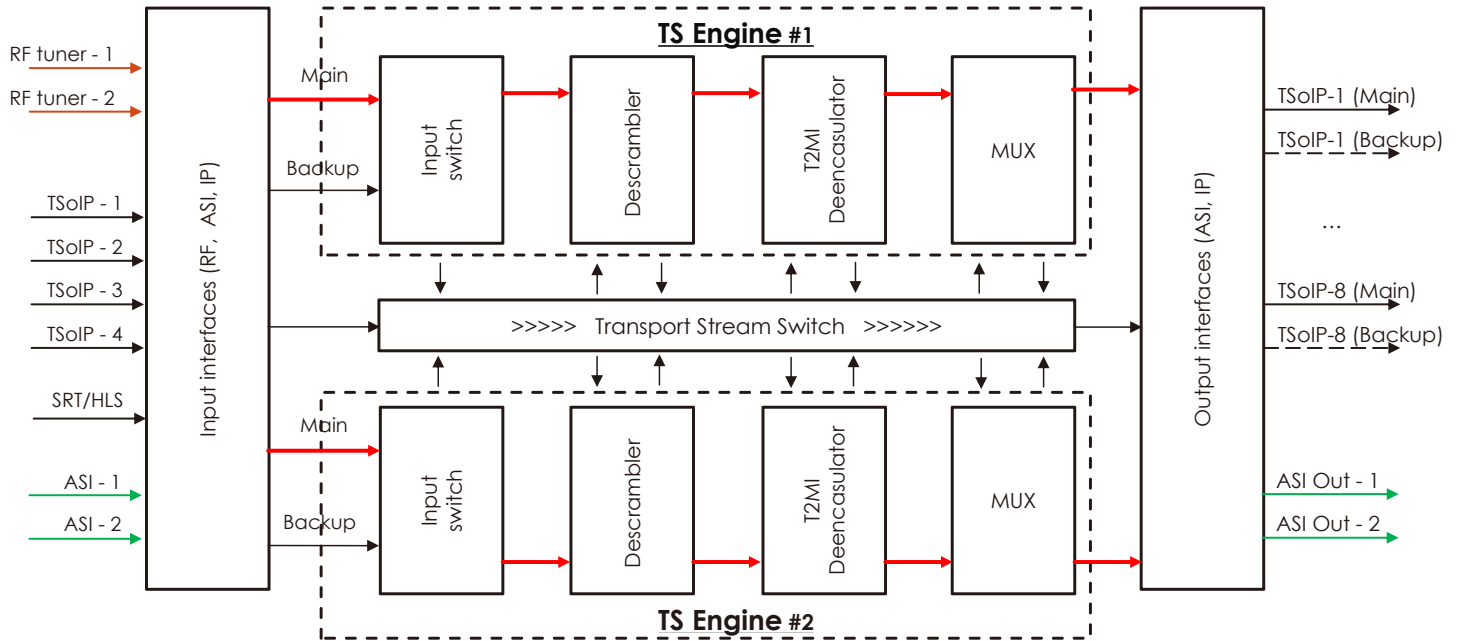 RF tuner - 1
RF tuner - 2
TSoIP - 1
TSoIP - 2
TSoIP - 3
TSoIP - 4
SRT/HLS
ASI - 1
ASI - 2
Input interfaces (RF, ASI, IP)
TS Engine #1
Main
Backup
Input
switch
Descrambler
T2MI
Deencasulator
MUX
>>>>> Transport Stream Switch >>>>>>
Main
Backup
Input
switch
Descrambler
T2MI
Deencasulator
MUX
TS Engine #2
Output interfaces (ASI, IP)
TSoIP-1 (Main)
TSoIP-1 (Backup)
...
TSoIP-8 (Main)
TSoIP-8 (Backup)
ASI Out - 1
ASI Out - 2